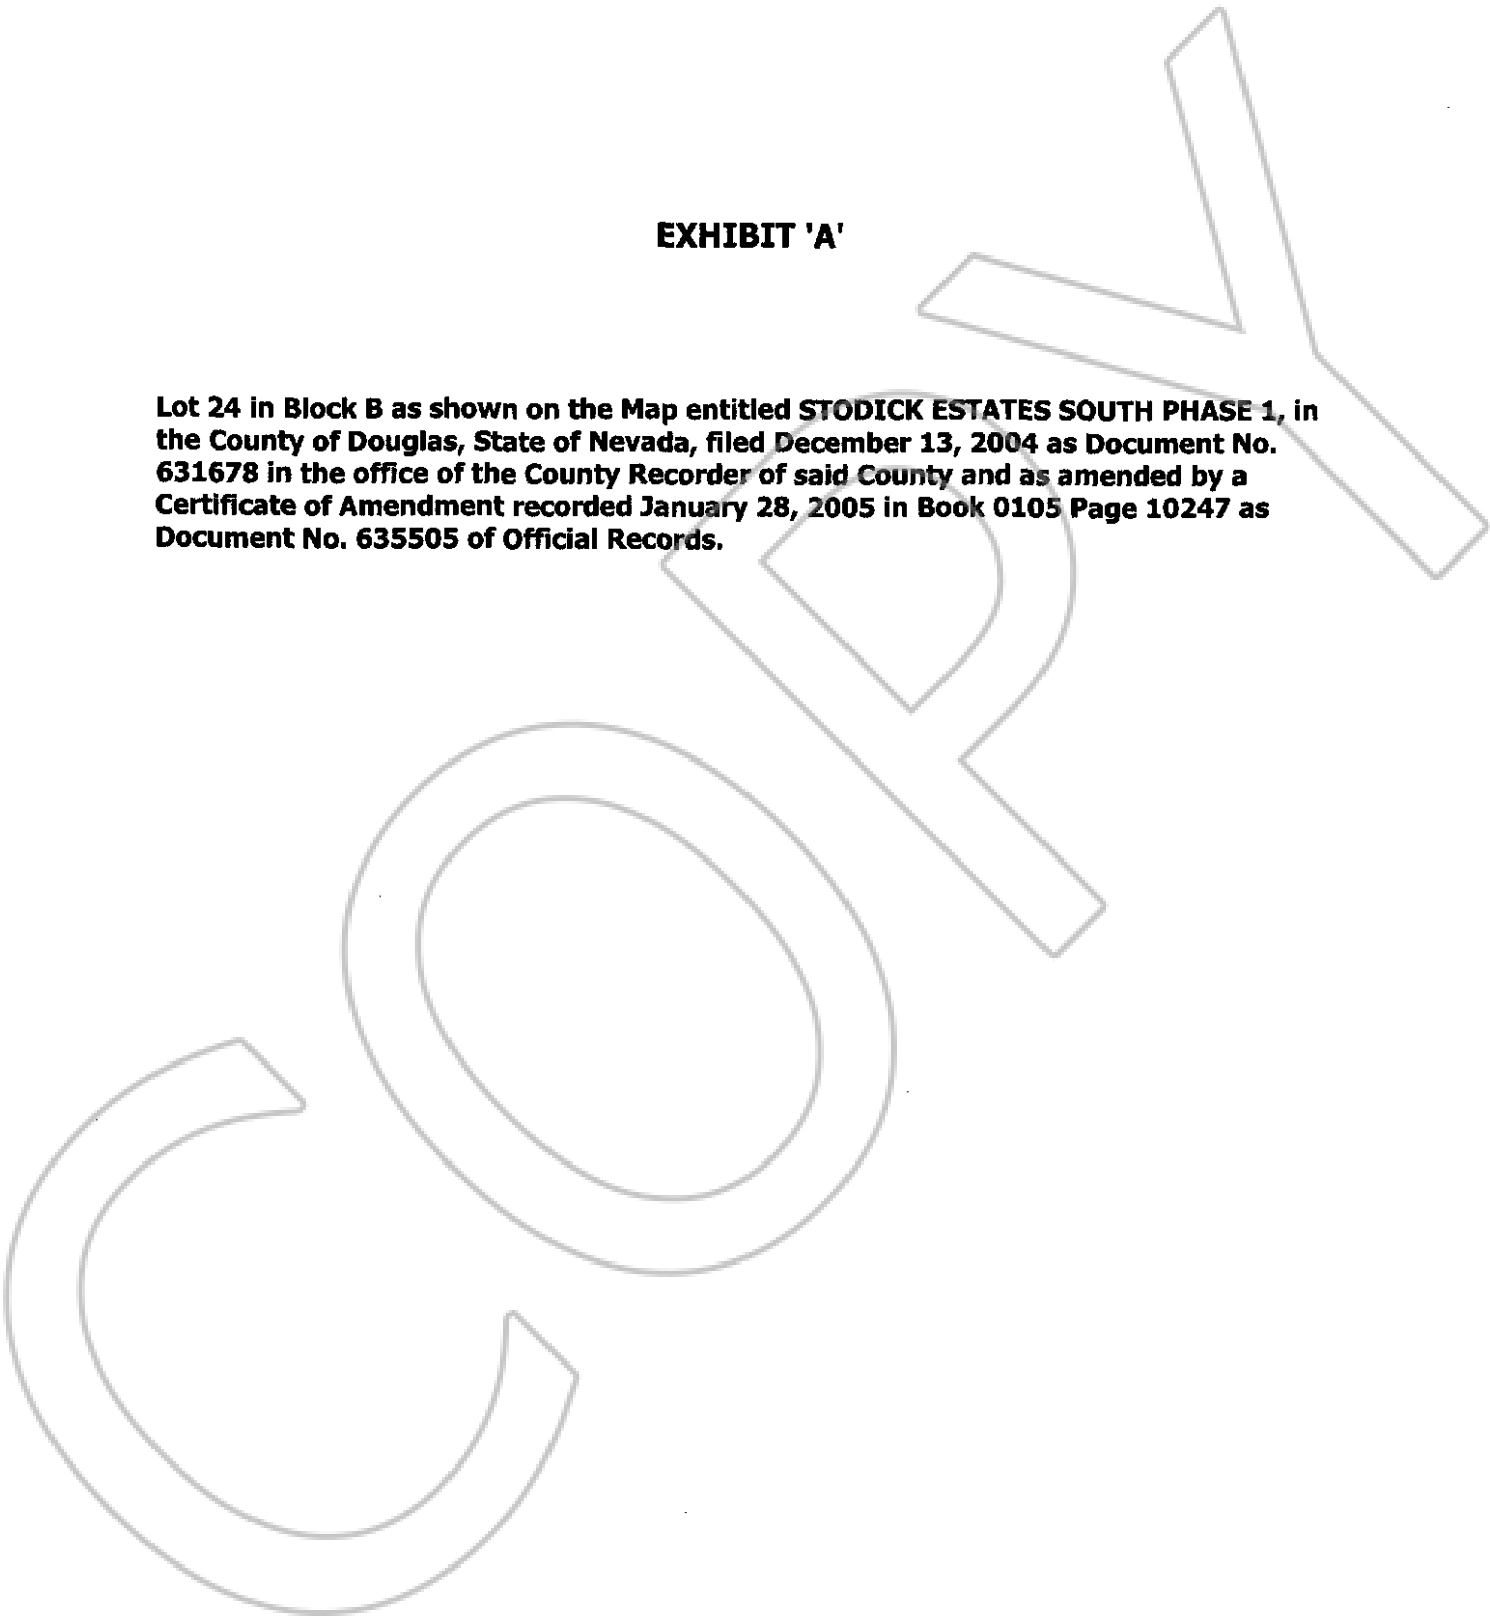 EXHIBIT 'A'
Lot 24 in Block B as shown on the Map entitled STODICK ESTATES SOUTH PHASE 1, in
the County of Douglas, State of Nevada, filed December 13, 2004 as Document No.
631678 in the office of the County Recorder of said County and as amended by a
Certificate of Amendment recorded January 28, 2005 in Book 0105 Page 10247 as
Document No. 635505 of Official Records.
COPY